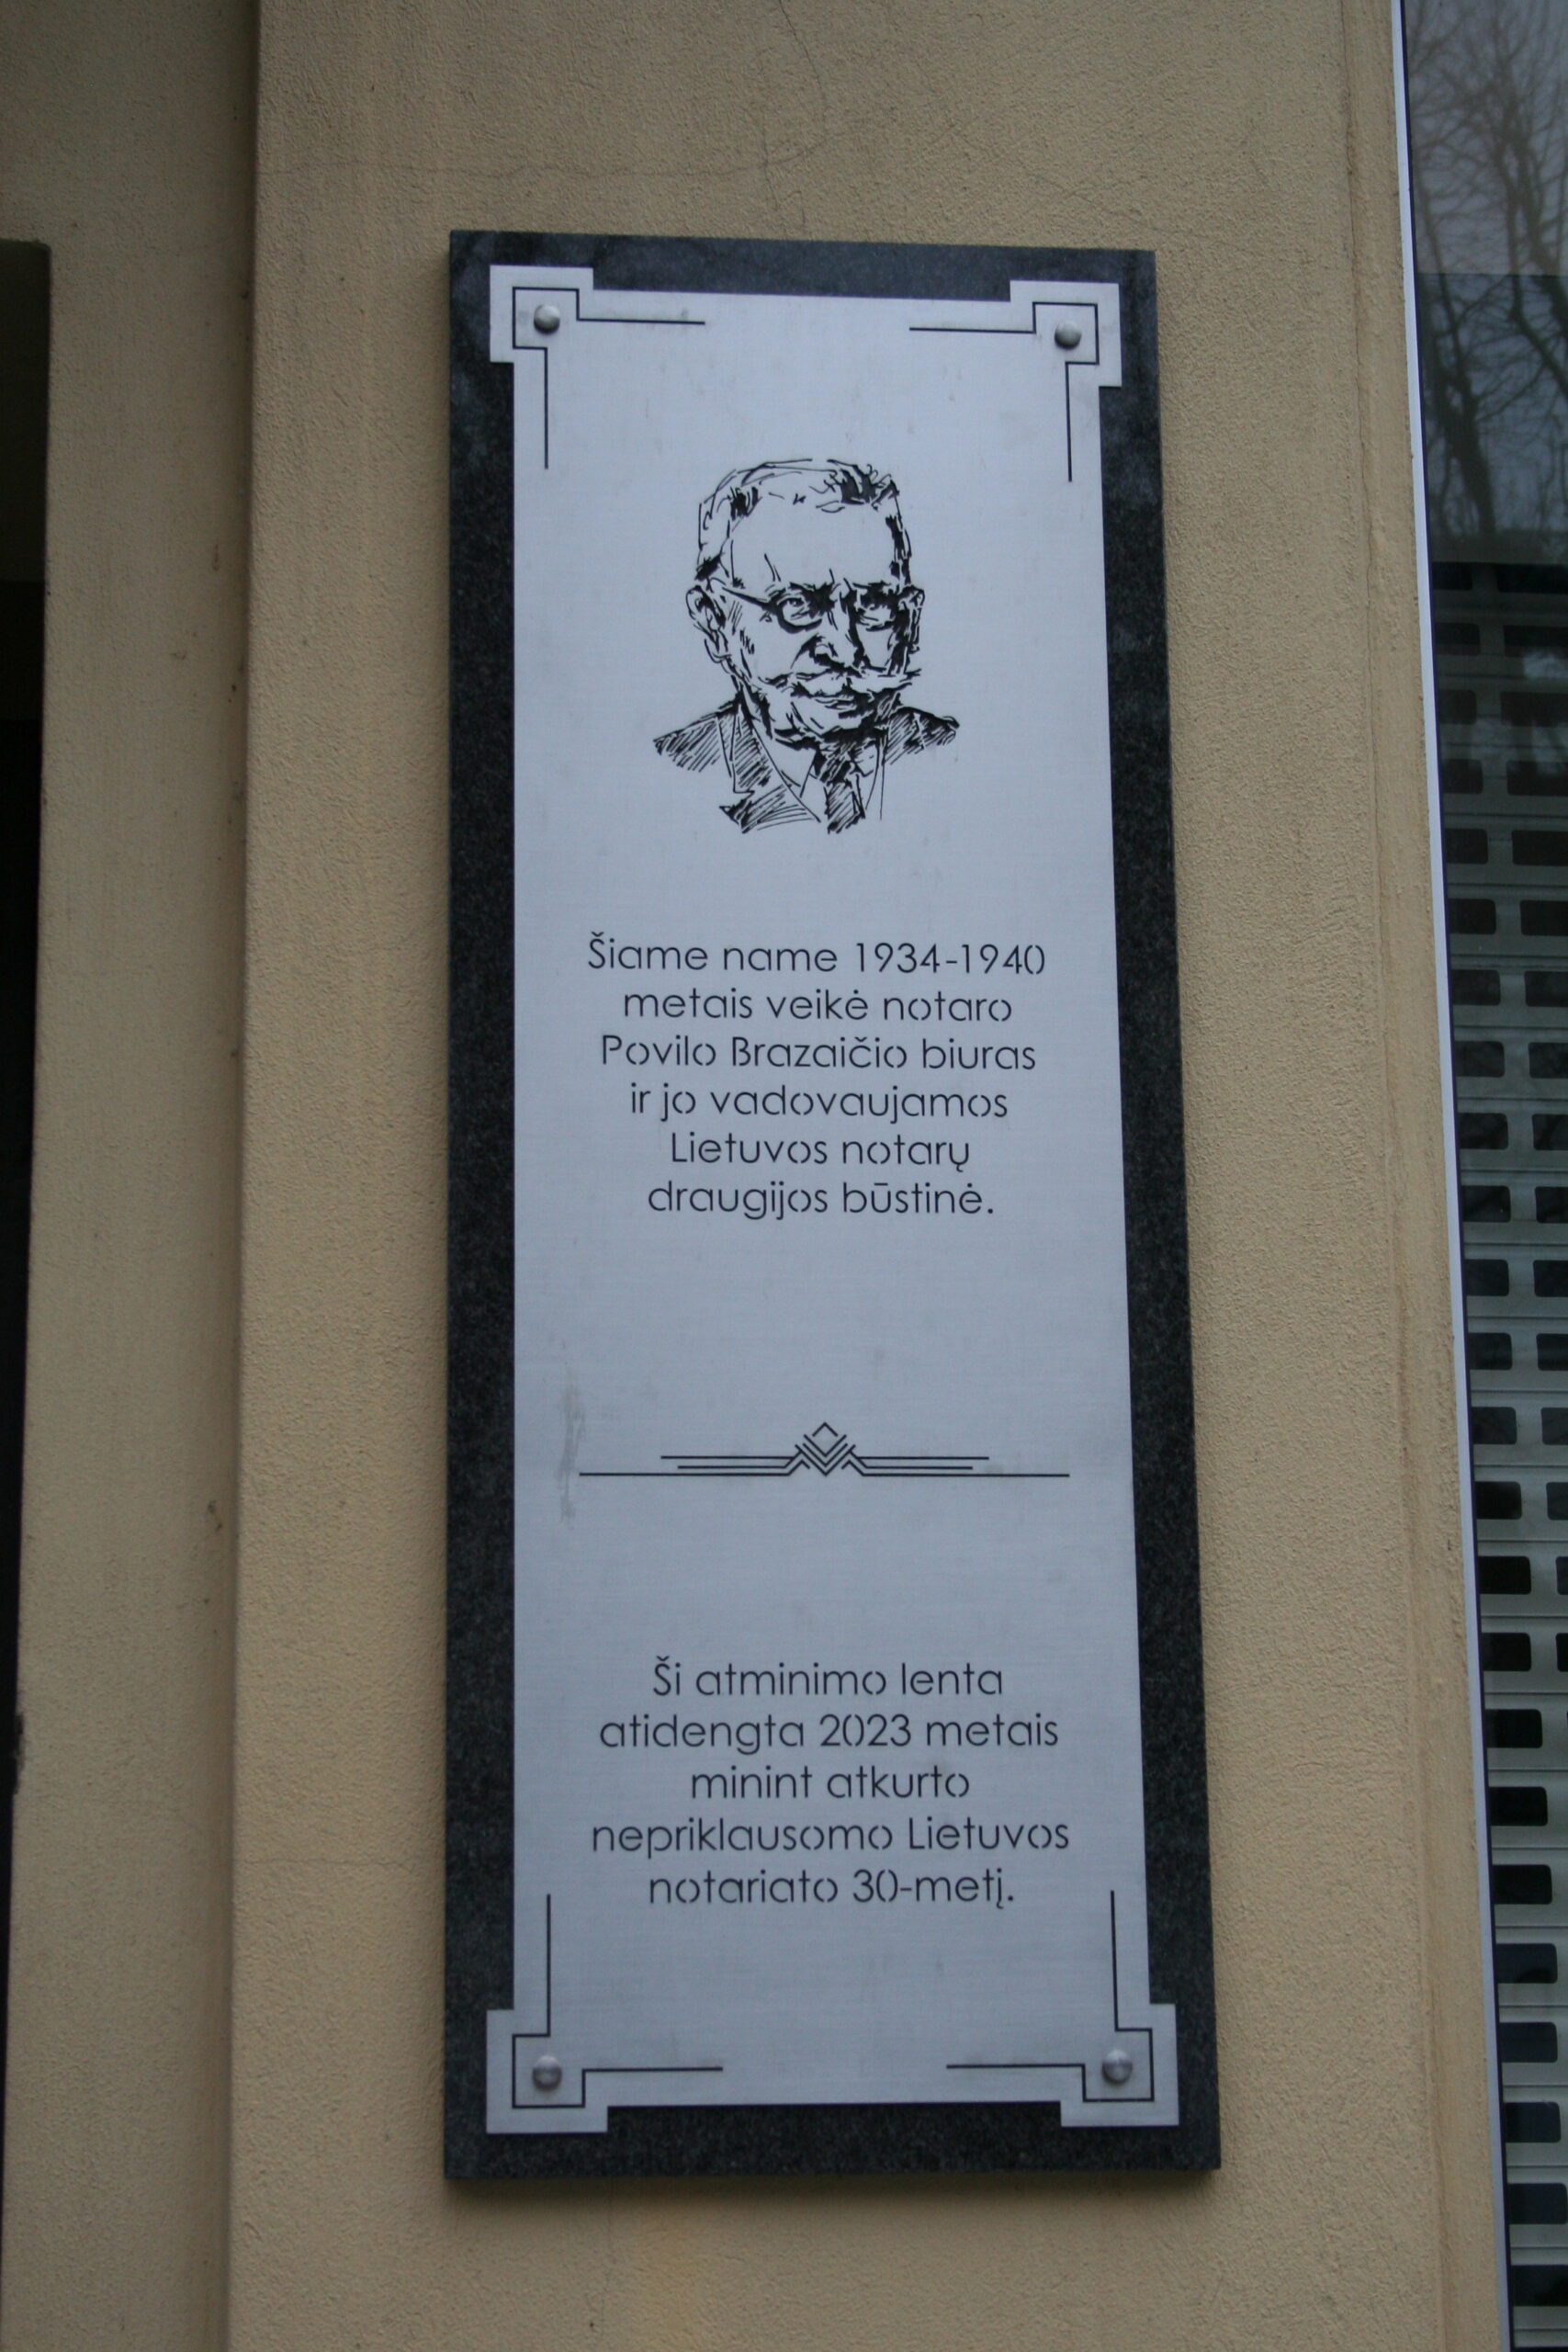 Šiame name 1934-1940
metais veikė notaro
Povilo Brazaičio biuras
ir jo vadovaujamos
Lietuvos notarų
draugijos būstinė.
Ši atminimo lenta
atidengta 2023 metais
minint atkurto
nepriklausomo Lietuvos
notariato 30-metį.